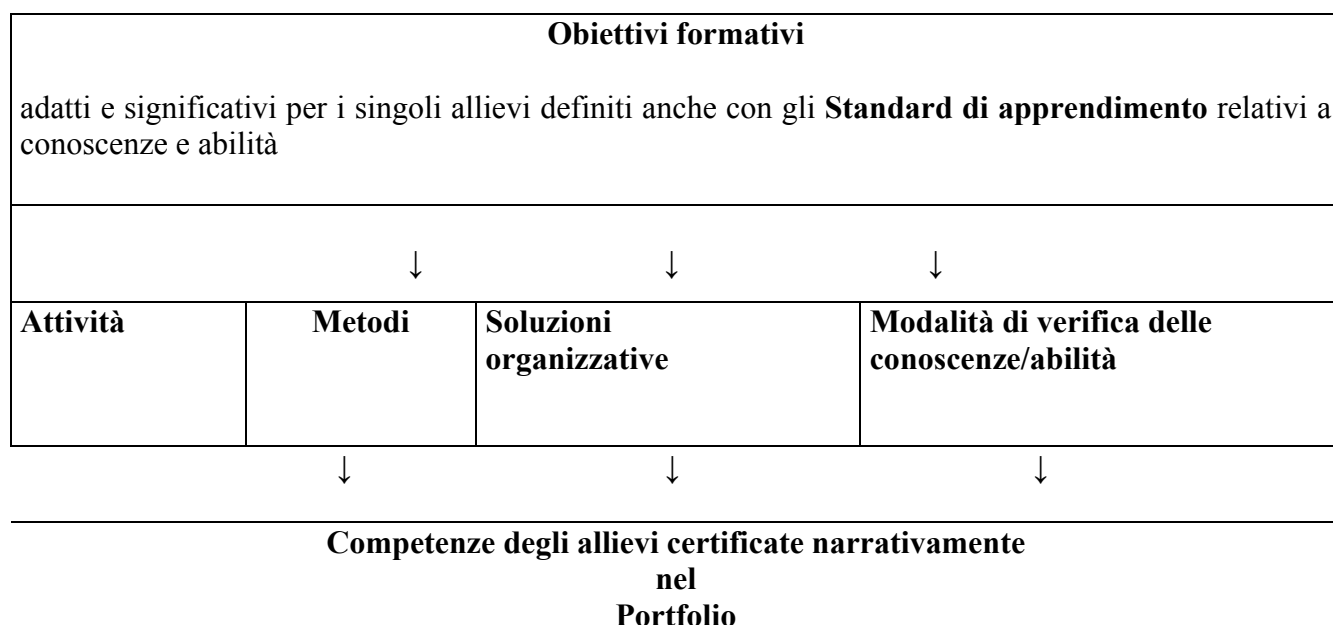 Obiettivi formativi
adatti e significativi per i singoli allievi definiti anche con gli Standard di apprendimento relativi a
conoscenze e abilità
↓ ↓ ↓
Attività Metodi Soluzioni Modalità di verifica delle
organizzative conoscenze/abilità
↓ ↓ ↓
Competenze degli allievi certificate narrativamente
nel
Portfolio